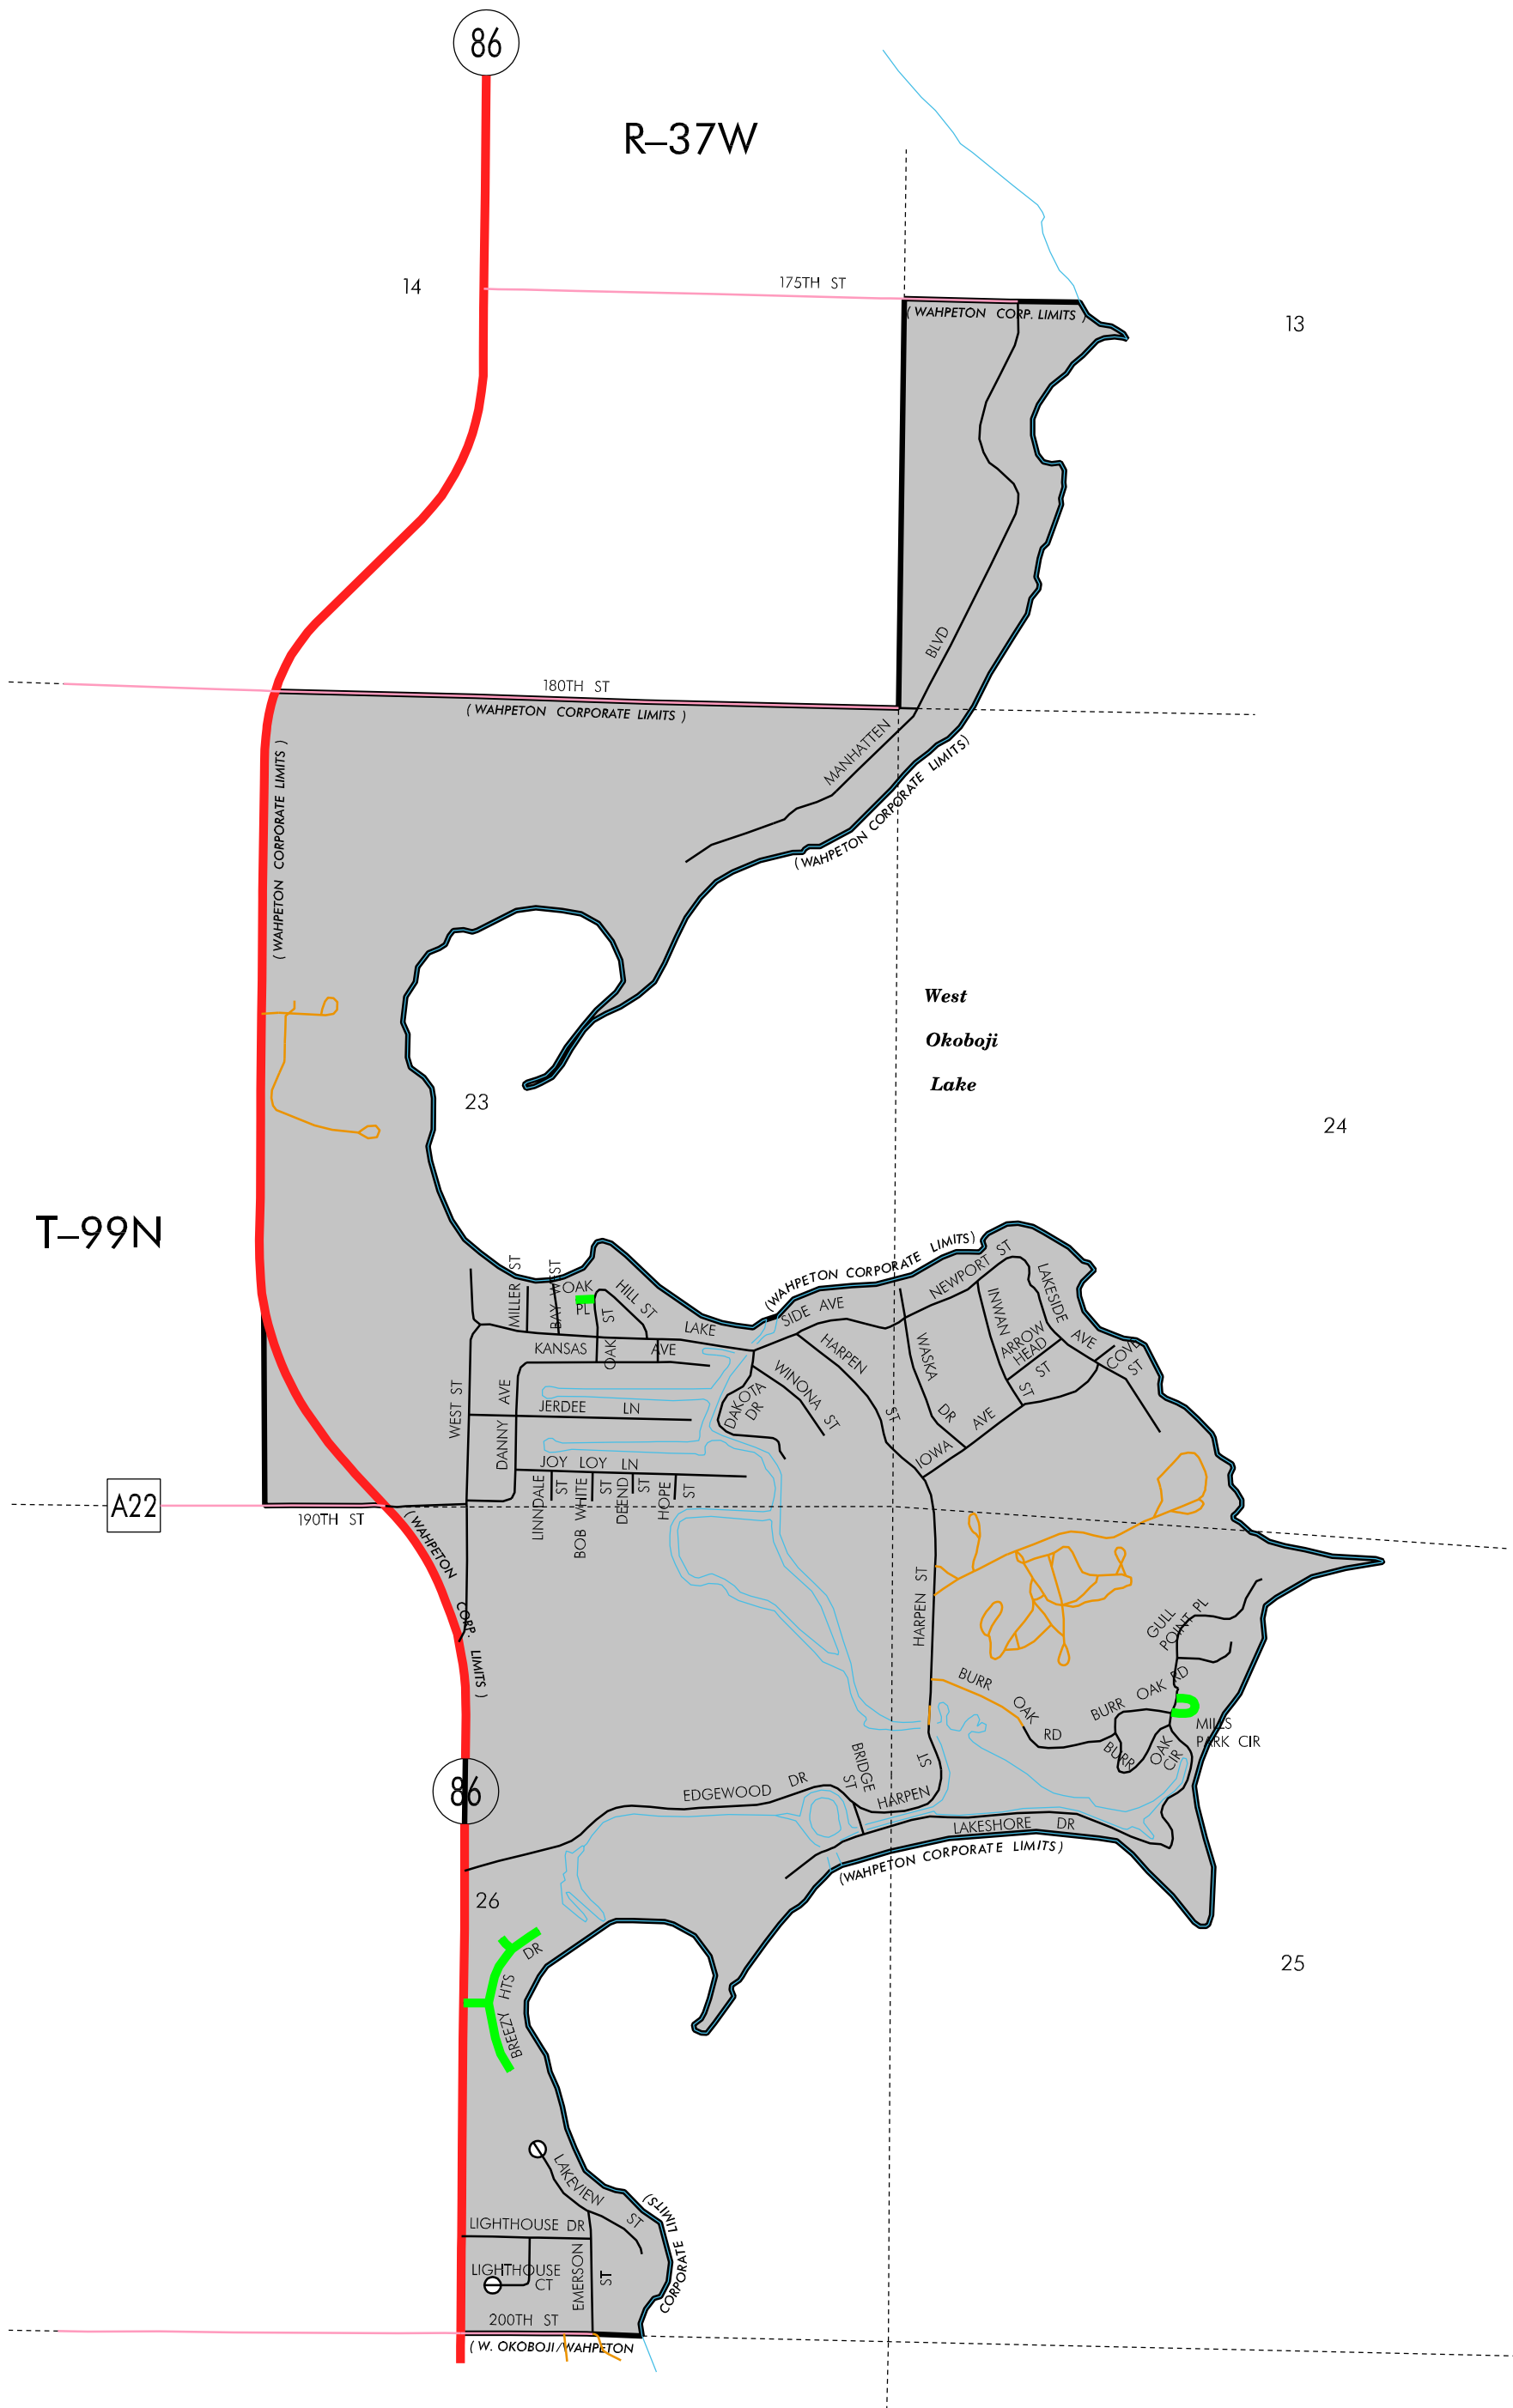 86
R–37W
14
175TH ST
( WAHPETON CORP. LIMITS )
13
BLVD
180TH ST
( WAHPETON CORPORATE LIMITS )
MANHATTEN
( WAHPETON CORPORATE LIMITS )
( WAHPETON CORPORATE LIMITS)
West
Okoboji
Lake
23
24
T–99N
(WAHPETON CORPORATE LIMITS)
MILLER ST
BAY WEST
OAK
PL
HILL ST
OAK ST
LAKE
SIDE AVE
NEWPORT ST
LAKESIDE AVE
KANSAS AVE
HARPEN ST
WASKA DR
INWAN ST
ARROW
HEAD
ST
COVE
ST
WINONA ST
DAKOTA
DR
WEST ST
DANNY AVE
JERDEE LN
IOWA AVE
JOY LOY LN
LINNDALE ST
BOB WHITE ST
DEEND ST
HOPE ST
A22
190TH ST
( WAHPETON CORP. LIMITS )
HARPEN ST
GULL
POINT PL
BURR OAK RD
BURR OAK RD
MILLS
PARK CIR
BURR OAK
CIR
BRIDGE
ST
HARPEN ST
86
EDGEWOOD DR
LAKESHORE DR
(WAHPETON CORPORATE LIMITS)
26
25
BREEZY HTS DR
LAKEVIEW ST
CORPORATE LIMITS)
LIGHTHOUSE DR
LIGHTHOUSE
CT
EMERSON ST
200TH ST
( W. OKOBOJI/WAHPETON